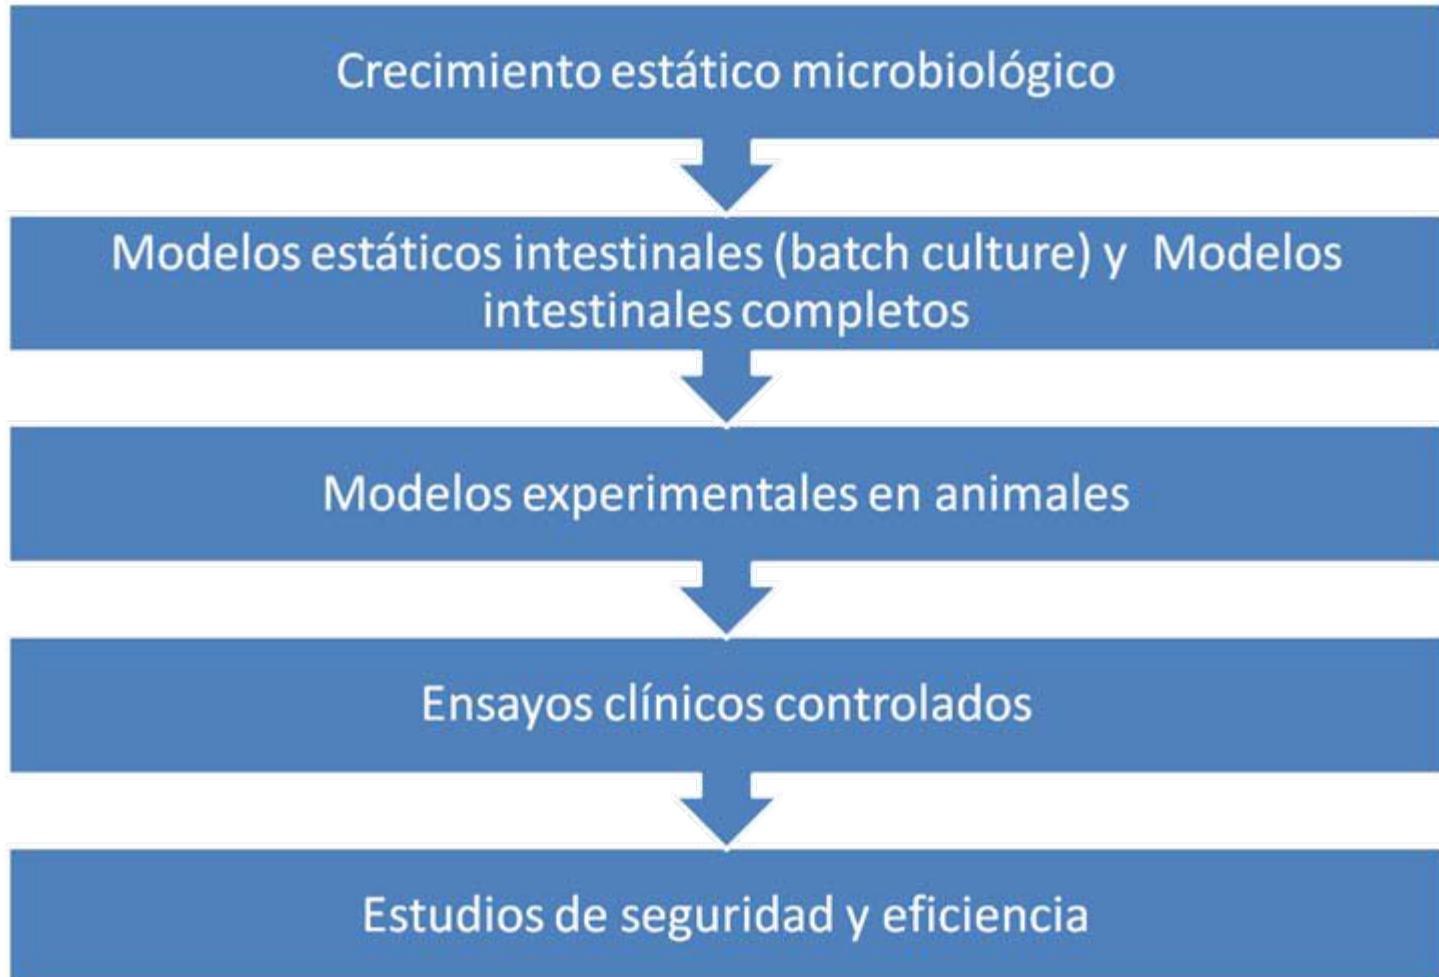 Crecimiento estático microbiológico
Modelos estáticos intestinales (batch culture) y  Modelos
intestinales completos
Modelos experimentales en animales
Ensayos clínicos controlados
Estudios de seguridad y eficiencia